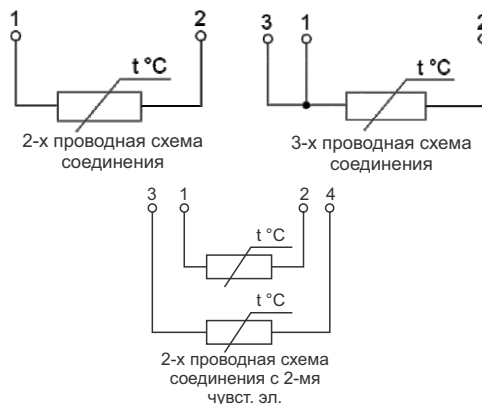 1 2
t °C
2-х проводная схема
соединения
3 1 2
t °C
3-х проводная схема
соединения
3 1 2 4
t °C
t °C
2-х проводная схема
соединения с 2-мя
чувст. эл.